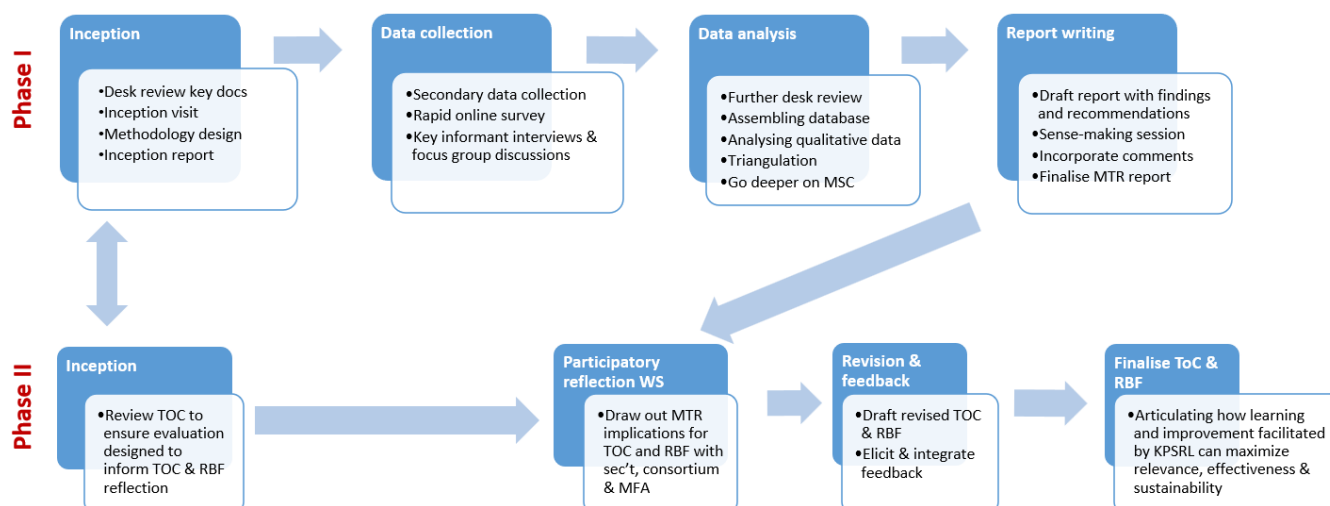 Phase I
Inception
•Desk review key docs
•Inception visit
•Methodology design
•Inception report
Data collection
•Secondary data collection
•Rapid online survey
•Key informant interviews &
focus group discussions
Data analysis
•Further desk review
•Assembling database
•Analysing qualitative data
•Triangulation
•Go deeper on MSC
Report writing
•Draft report with findings
and recommendations
•Sense-making session
•Incorporate comments
•Finalise MTR report
Phase II
Inception
•Review TOC to
ensure evaluation
designed to
inform TOC & RBF
reflection
Participatory
reflection WS
•Draw out MTR
implications for
TOC and RBF with
sec't, consortium
& MFA
Revision &
feedback
•Draft revised TOC
& RBF
•Elicit & integrate
feedback
Finalise ToC &
RBF
•Articulating how learning
and improvement facilitated
by KPSRL can maximize
relevance, effectiveness &
sustainability